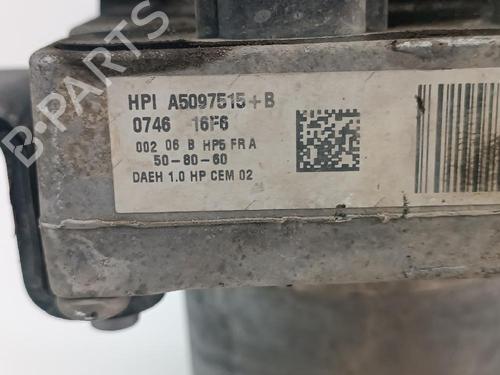 B-PARTS
HPI A5097515+B
0746 16F6
002 06 B HP5 FR A
50-80-60
DAEH 1.0 HP CEM 02